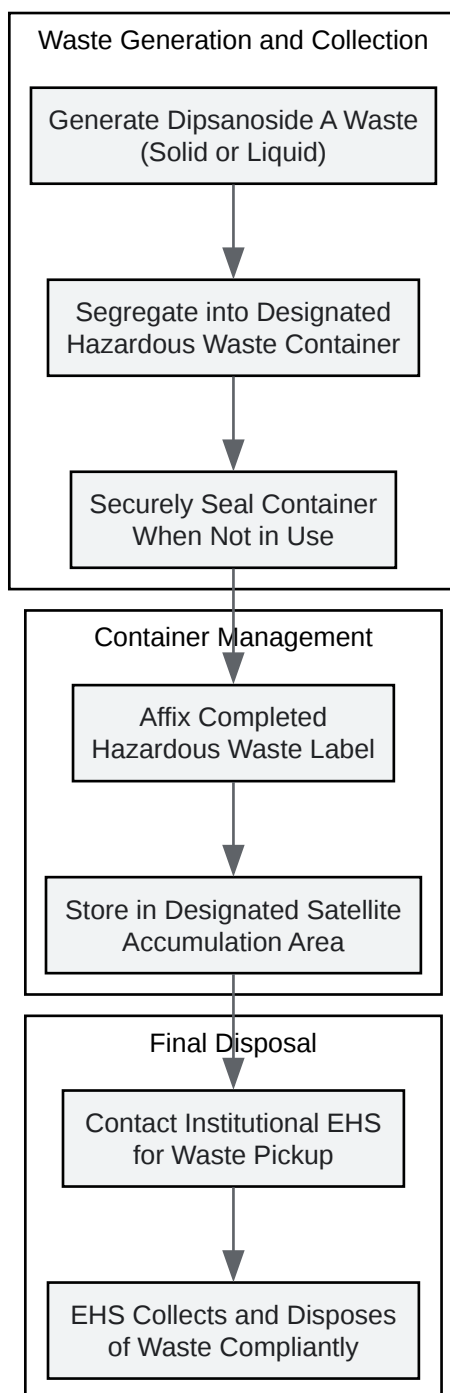 Waste Generation and Collection
Generate Dipsanoside A Waste
(Solid or Liquid)
Segregate into Designated
Hazardous Waste Container
Securely Seal Container
When Not in Use
Container Management
Affix Completed
Hazardous Waste Label
Store in Designated Satellite
Accumulation Area
Final Disposal
Contact Institutional EHS
for Waste Pickup
EHS Collects and Disposes
of Waste Compliantly